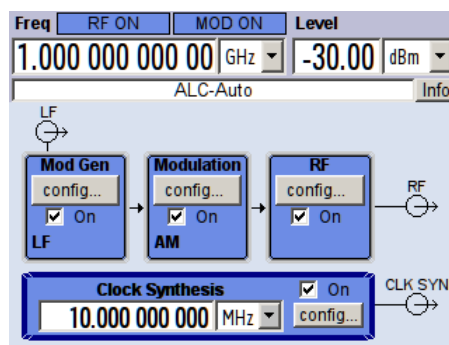 Freq RF ON MOD ON Level
1.000 000 000 00 GHz -30.00 dBm
ALC-Auto Info
LF
Mod Gen Modulation RF
config... config... config...
On On On
RF
LF AM
Clock Synthesis On CLK SYN
10.000 000 000 MHz config...